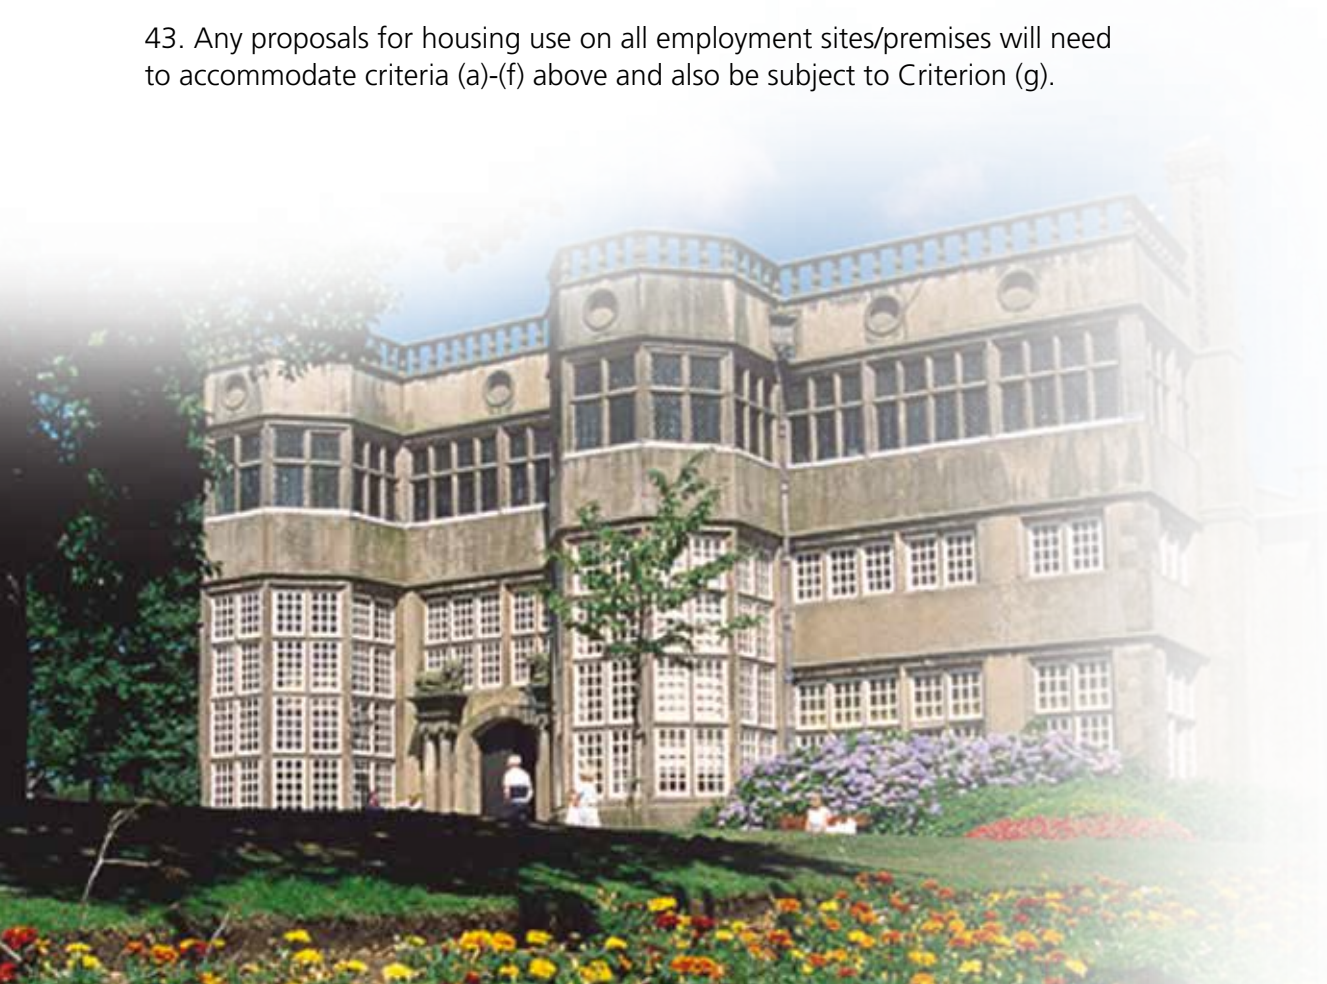 43. Any proposals for housing use on all employment sites/premises will need
to accommodate criteria (a)-(f) above and also be subject to Criterion (g).